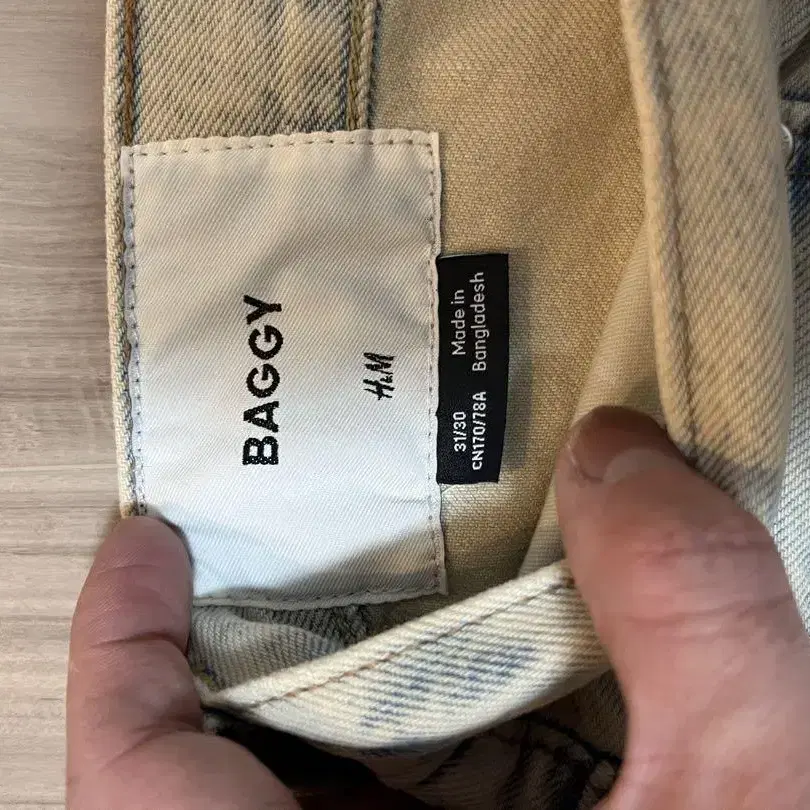 BAGGY
H&M
31/30
CN170/78A
Made in
Bangladesh